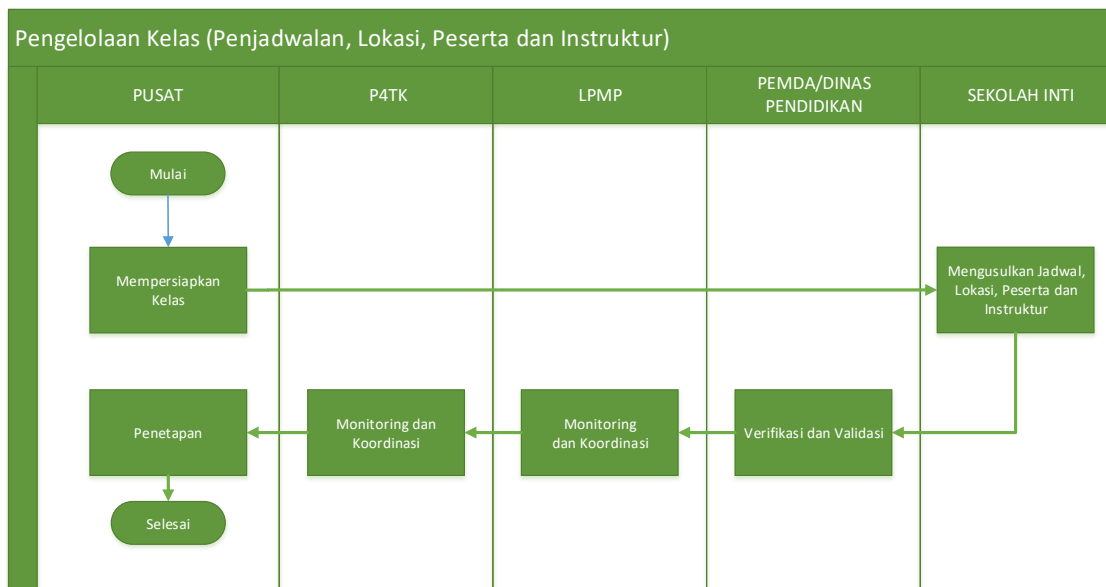 Pengelolaan Kelas (Penjadwalan, Lokasi, Peserta dan Instruktur)
PUSAT
P4TK
LPMP
PEMDA/DINAS
PENDIDIKAN
SEKOLAH INTI
Mulai
Mempersiapkan
Kelas
Mengusulkan Jadwal,
Lokasi, Peserta dan
Instruktur
Penetapan
Monitoring dan
Koordinasi
Monitoring
dan Koordinasi
Verifikasi dan Validasi
Selesai